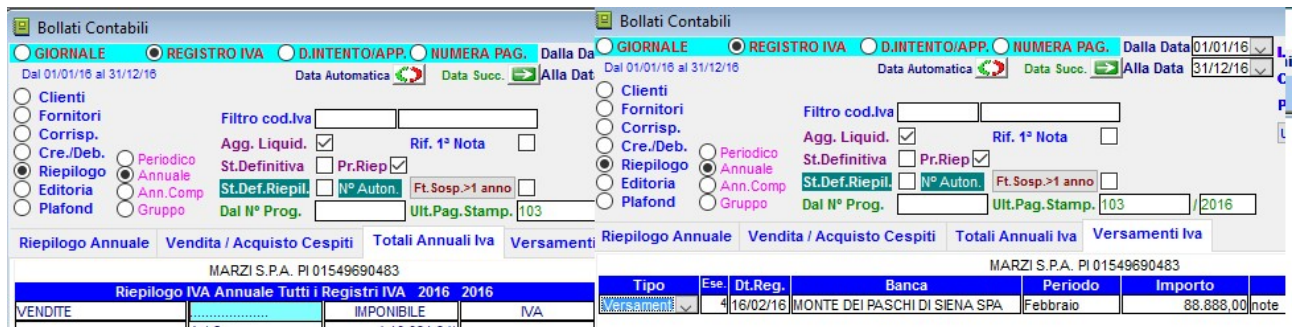 Bollati Contabili
GIORNALE REGISTRO IVA D.INTENTO/APP. NUMERA PAG. Dalla Da
Dal 01/01/16 al 31/12/16 Data Automatica Data Succ. Alla Dat
Clienti
Fornitori Filtro cod.Iva
Corrisp. Agg. Liquid. Rif. 1ª Nota
Cre./Deb. Periodico St.Definitiva Pr.Riep
Riepilogo Annuale
Editoria Ann.Comp St.Def.Riepil. Nº Auton. Ft.Sosp.>1 anno
Plafond Gruppo Dal Nº Prog. Ult.Pag.Stamp. 103
Riepilogo Annuale Vendita / Acquisto Cespiti Totali Annuali Iva Versamenti
MARZI S.P.A. PI 01549690483
Riepilogo IVA Annuale Tutti i Registri IVA 2016 2016
VENDITE ................... IMPONIBILE IVA
Bollati Contabili
GIORNALE REGISTRO IVA D.INTENTO/APP. NUMERA PAG. Dalla Data 01/01/16
Dal 01/01/16 al 31/12/16 Data Automatica Data Succ. Alla Data 31/12/16
Clienti
Fornitori Filtro cod.Iva
Corrisp. Agg. Liquid. Rif. 1ª Nota
Cre./Deb. Periodico St.Definitiva Pr.Riep
Riepilogo Annuale
Editoria Ann.Comp St.Def.Riepil. Nº Auton. Ft.Sosp.>1 anno
Plafond Gruppo Dal Nº Prog. Ult.Pag.Stamp. 103 / 2016
Riepilogo Annuale Vendita / Acquisto Cespiti Totali Annuali Iva Versamenti Iva
MARZI S.P.A. PI 01549690483
Tipo Ese. Dt.Reg. Banca Periodo Importo
Versament 4 16/02/16 MONTE DEI PASCHI DI SIENA SPA Febbraio 88.888,00 note